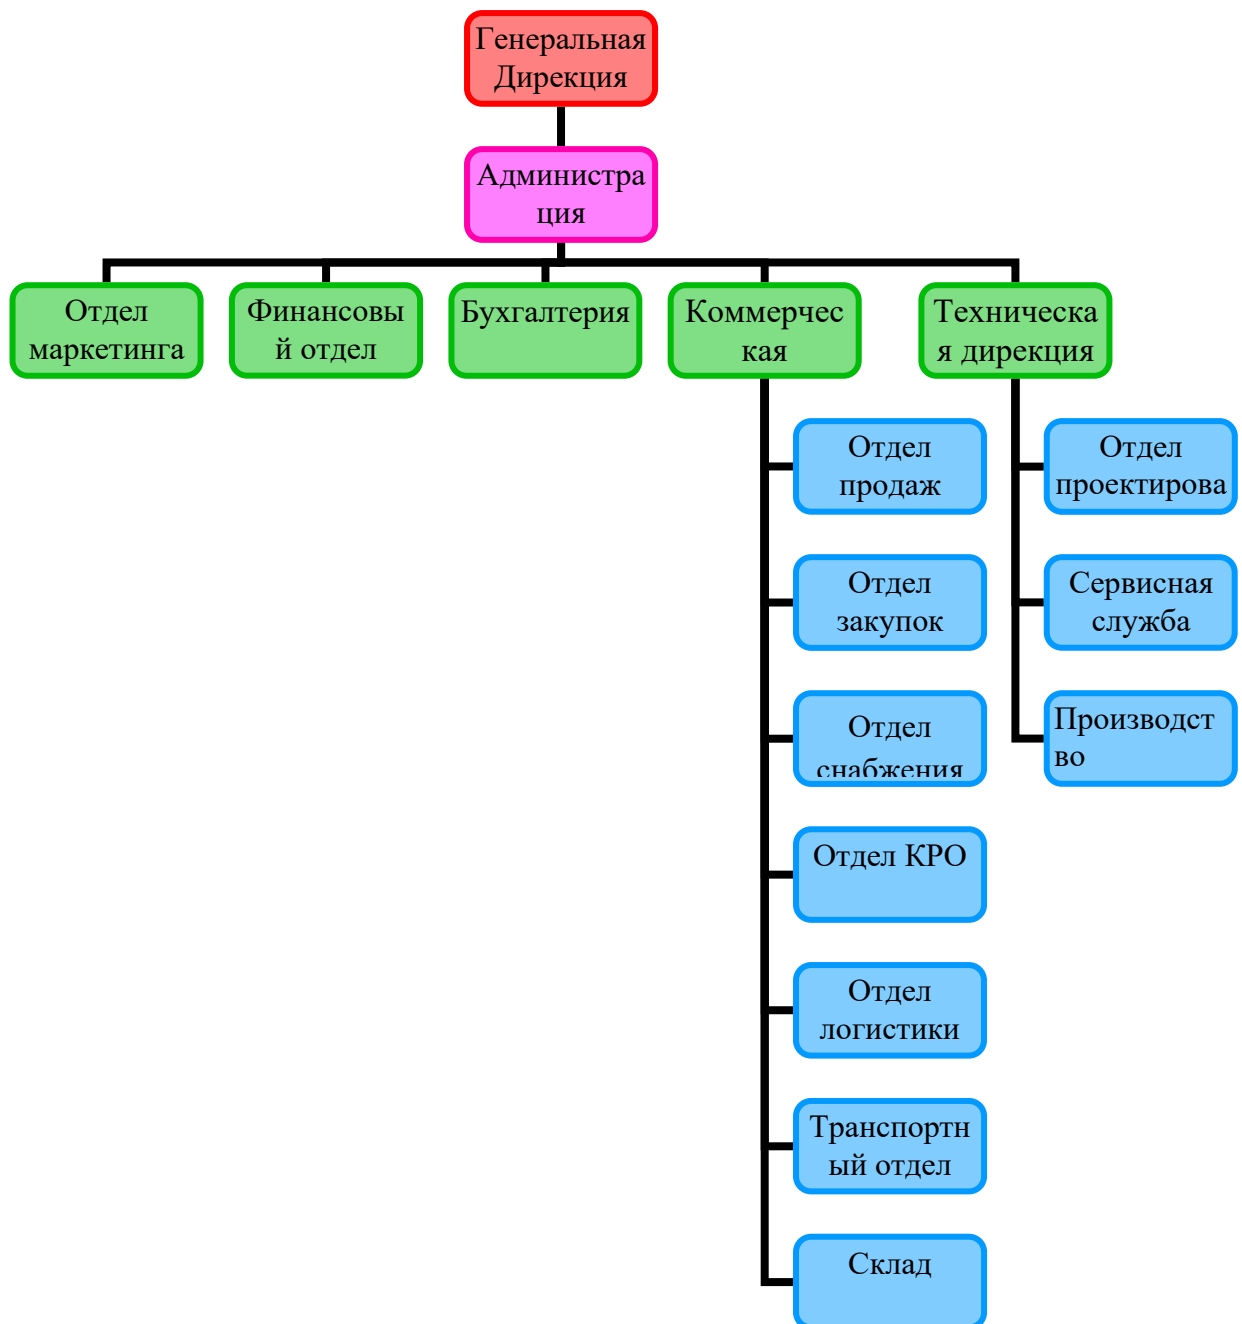 Генеральная
Дирекция
Администра
ция
Отдел
маркетинга
Финансовы
й отдел
Бухгалтерия
Коммерчес
кая
Техническа
я дирекция
Отдел
продаж
Отдел
проектирова
Отдел
закупок
Сервисная
служба
Отдел
снабжения
Производст
во
Отдел КРО
Отдел
логистики
Транспортн
ый отдел
Склад